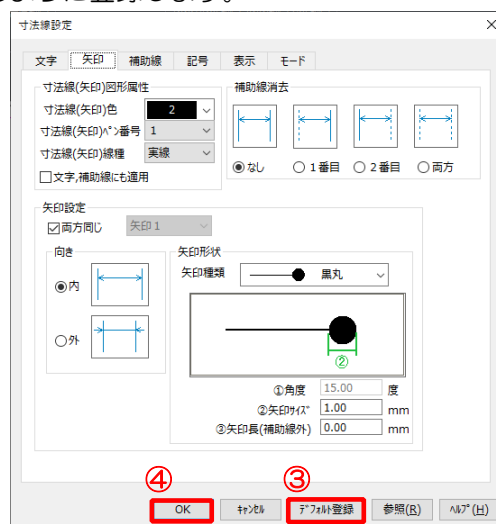 寸法線設定
文字 矢印 補助線 記号 表示 モード
寸法線(矢印)図形属性
寸法線(矢印)色 2
寸法線(矢印)ﾍﾟﾝ番号 1
寸法線(矢印)線種 実線
文字,補助線にも適用
補助線消去
なし 1番目 2番目 両方
矢印設定
両方同じ 矢印1
向き
内
外
矢印形状
矢印種類 黒丸
②
①角度 15.00 度
②矢印ｻｲｽﾞ 1.00 mm
③矢印長(補助線外) 0.00 mm
④ ③
OK ｷｬﾝｾﾙ ﾃﾞﾌｫﾙﾄ登録 参照(R) ﾍﾙﾌﾟ(H)